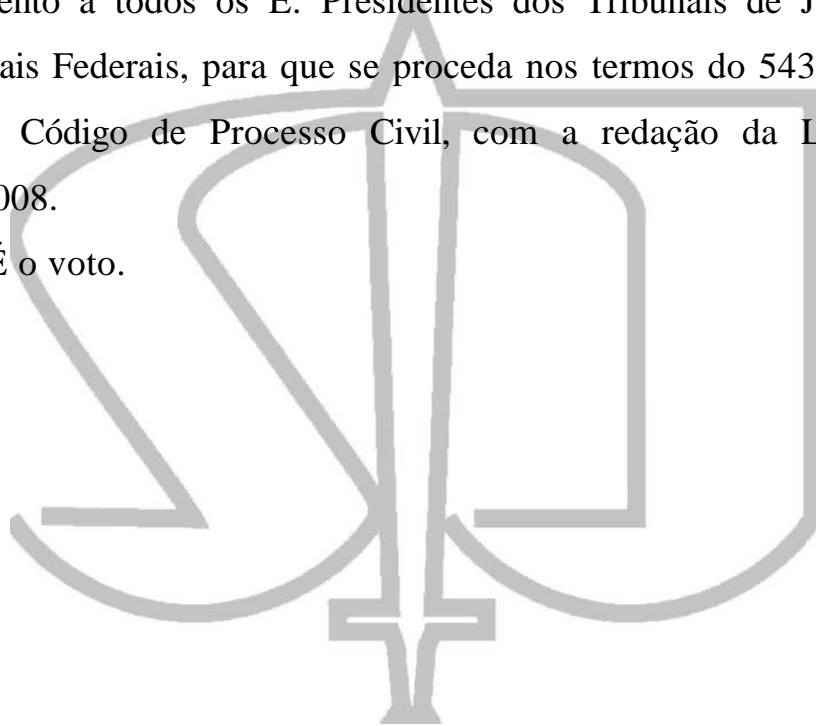 ento a todos os E. Presidentes dos Tribunais de J
ais Federais, para que se proceda nos termos do 543
Código de Processo Civil, com a redação da L
008.
É o voto.